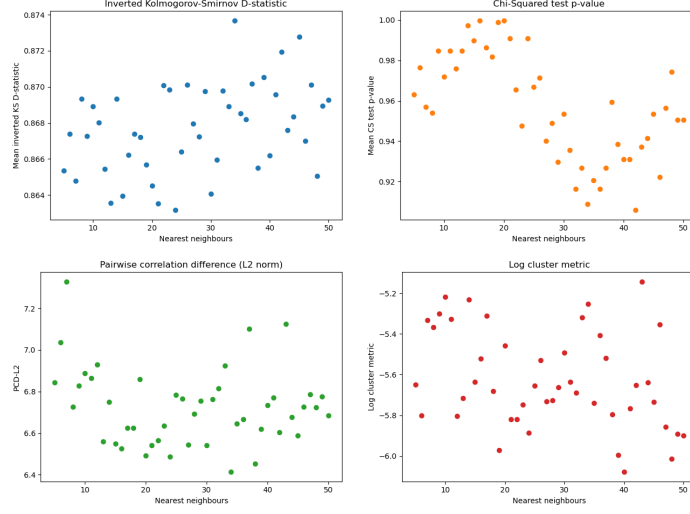 Inverted Kolmogorov-Smirnov D-statistic
0.874
0.872
0.870
0.868
0.866
0.864
Mean inverted KS D-statistic
10 20 30 40 50
Nearest neighbours
Chi-Squared test p-value
1.00
0.98
0.96
0.94
0.92
Mean CS test p-value
10 20 30 40 50
Nearest neighbours
Pairwise correlation difference (L2 norm)
7.2
7.0
6.8
6.6
6.4
PCD-L2
10 20 30 40 50
Nearest neighbours
Log cluster metric
-5.2
-5.4
-5.6
-5.8
-6.0
Log cluster metric
10 20 30 40 50
Nearest neighbours